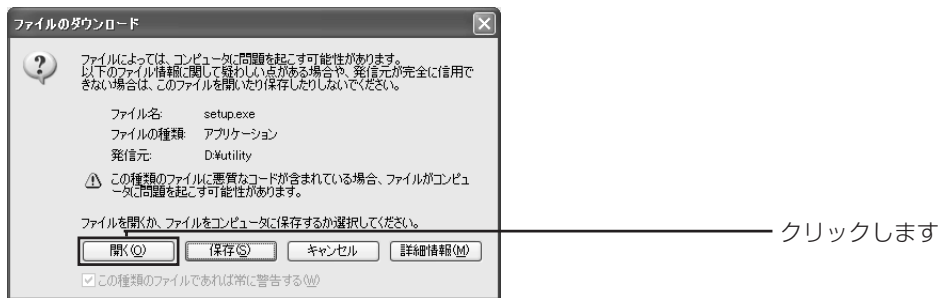 ファイルのダウンロード
ファイルによっては、コンピュータに問題を起こす可能性があります。
以下のファイル情報に関して疑わしい点がある場合や、発信元が完全に信用で
きない場合は、このファイルを開いたり保存したりしないでください。
ファイル名: setup.exe
ファイルの種類: アプリケーション
発信元: D:¥utility
この種類のファイルに悪質なコードが含まれている場合、ファイルがコンピュ
ータに問題を起こす可能性があります。
ファイルを開くか、ファイルをコンピュータに保存するか選択してください。
開く(O) 保存(S) キャンセル 詳細情報(M)
クリックします
この種類のファイルであれば常に警告する(W)